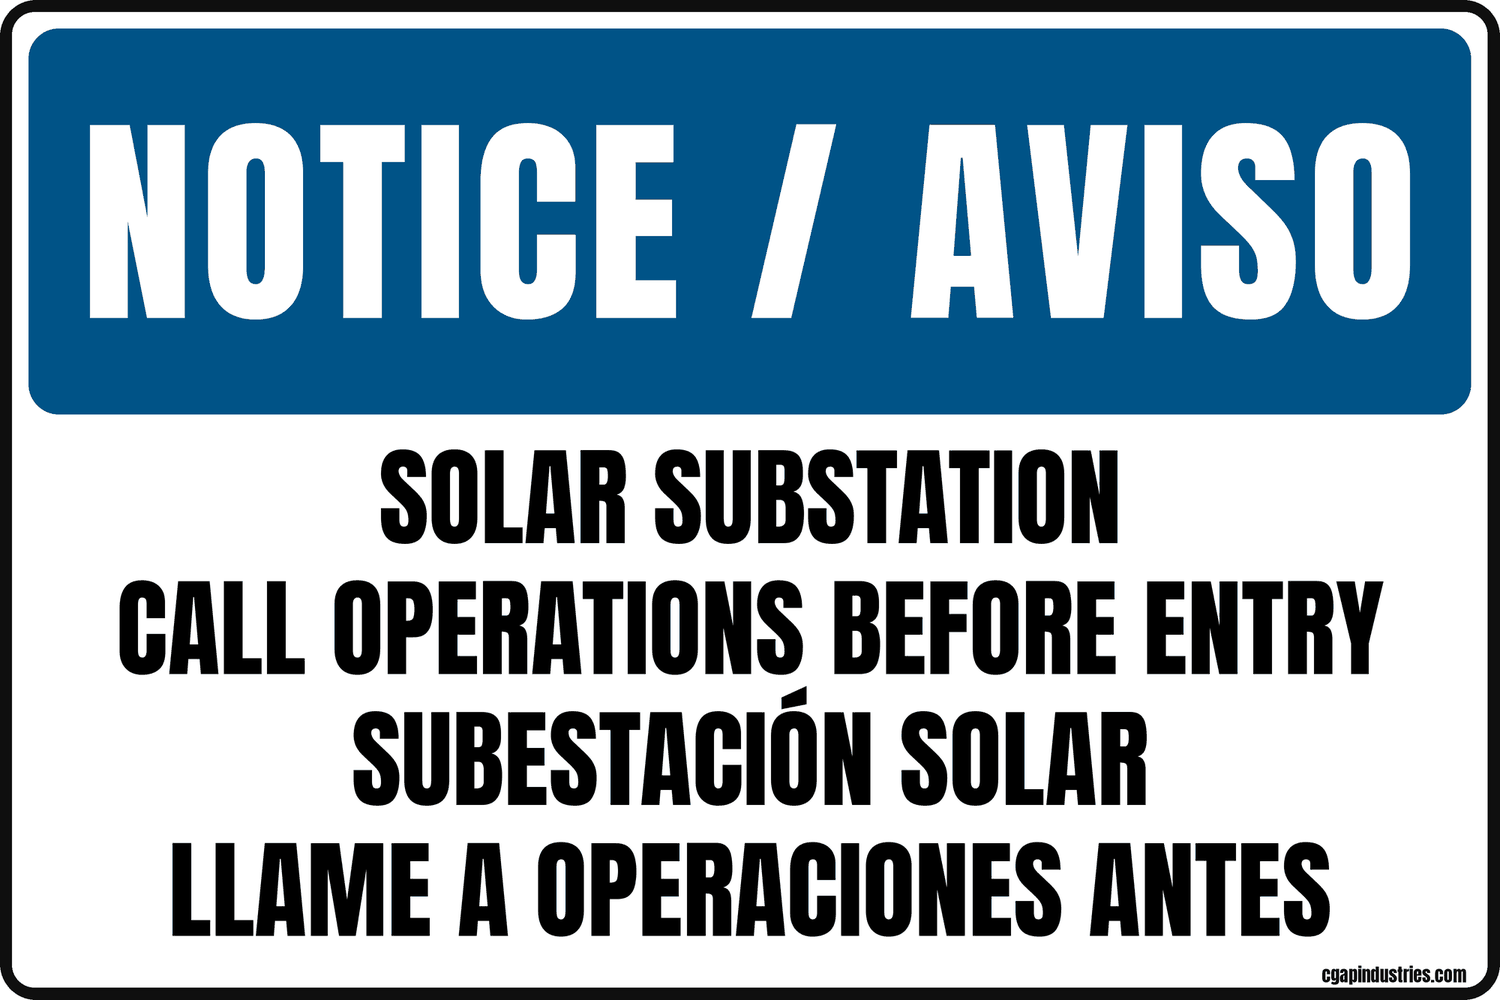 NOTICE / AVISO
SOLAR SUBSTATION
CALL OPERATIONS BEFORE ENTRY
SUBESTACIÓN SOLAR
LLAME A OPERACIONES ANTES
cgapindustries.com